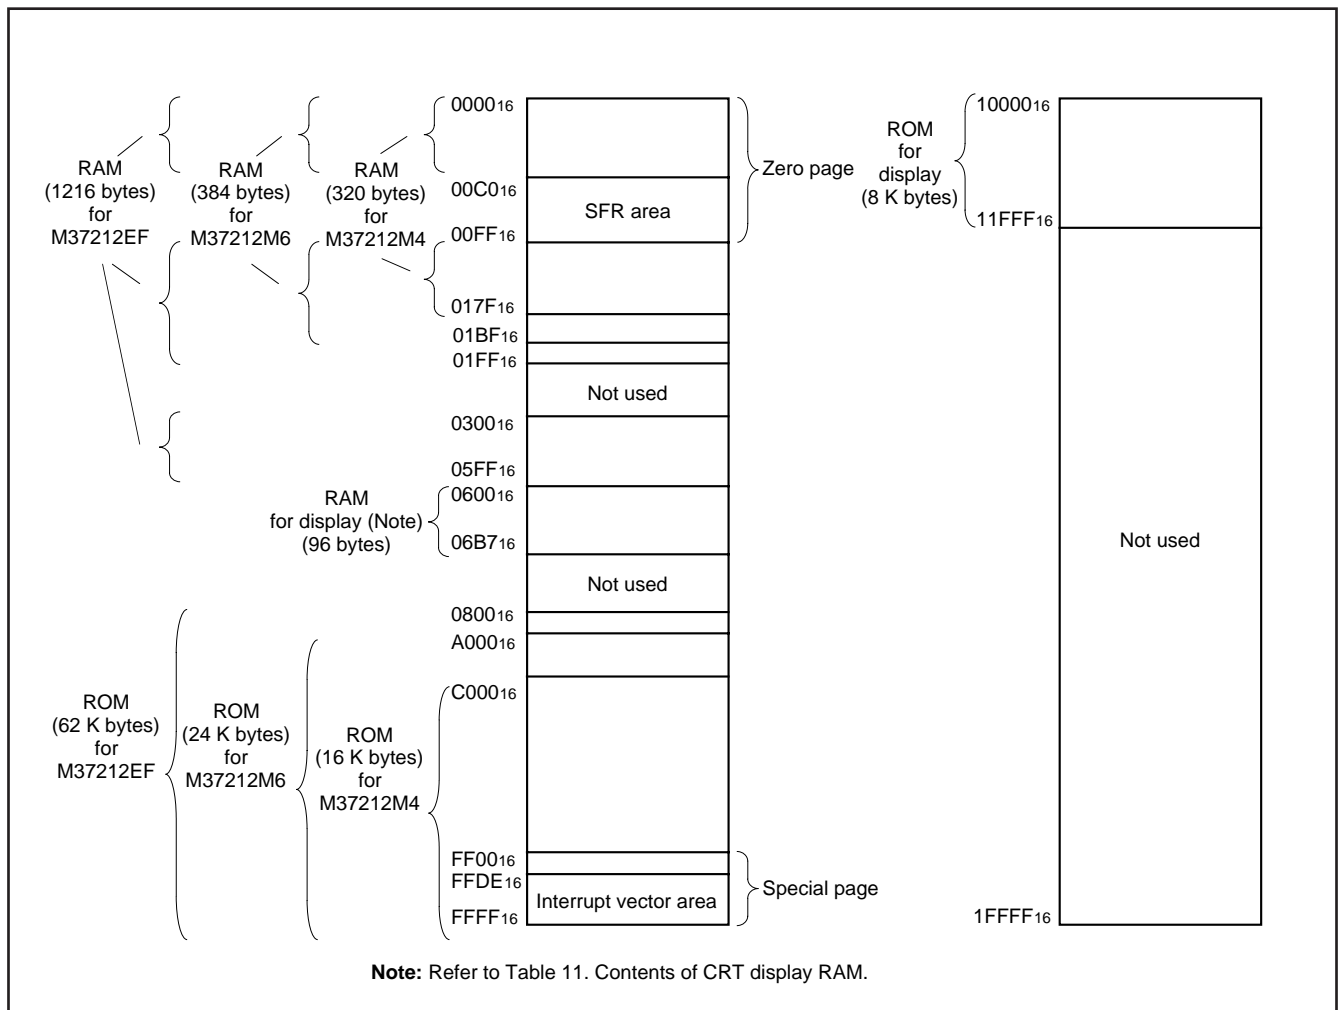 RAM
(1216 bytes)
for
M37212EF
RAM
(384 bytes)
for
M37212M6
RAM
(320 bytes)
for
M37212M4
0000₁₆
00C0₁₆
00FF₁₆
017F₁₆
01BF₁₆
01FF₁₆
0300₁₆
05FF₁₆
0600₁₆
06B7₁₆
0800₁₆
A000₁₆
C000₁₆
FF00₁₆
FFDE₁₆
FFFF₁₆
SFR area
Not used
Not used
Interrupt vector area
Zero page
Special page
RAM
for display (Note)
(96 bytes)
ROM
(62 K bytes)
for
M37212EF
ROM
(24 K bytes)
for
M37212M6
ROM
(16 K bytes)
for
M37212M4
ROM
for
display
(8 K bytes)
10000₁₆
11FFF₁₆
Not used
1FFFF₁₆
Note: Refer to Table 11. Contents of CRT display RAM.